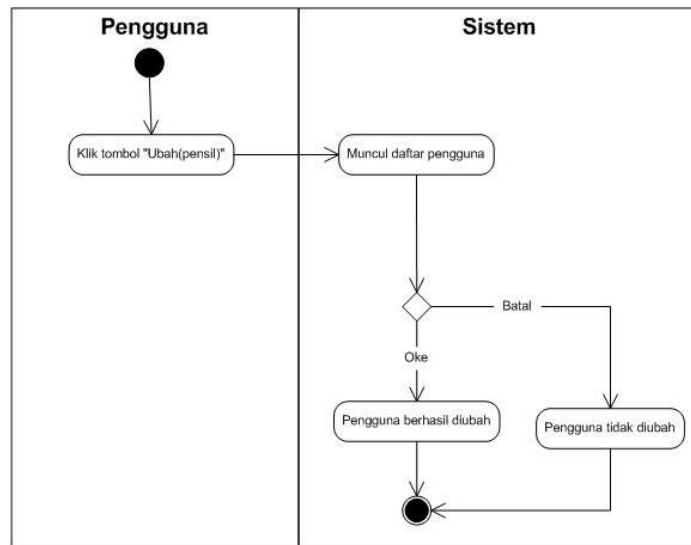 Pengguna
Sistem
Klik tombol "Ubah(pensil)"
Muncul daftar pengguna
Batal
Oke
Pengguna berhasil diubah
Pengguna tidak diubah